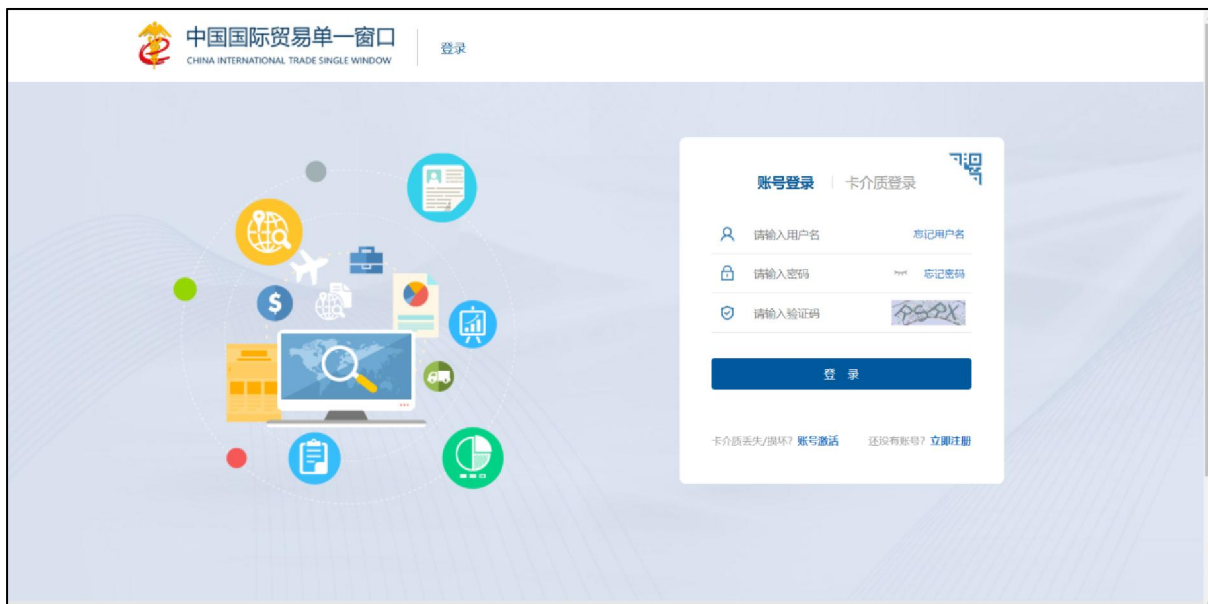 中国国际贸易单一窗口
CHINA INTERNATIONAL TRADE SINGLE WINDOW
登录
账号登录
卡介质登录
请输入用户名
忘记用户名
请输入密码
忘记密码
请输入验证码
登 录
卡介质丢失/损坏? 账号激活
还没有账号? 立即注册